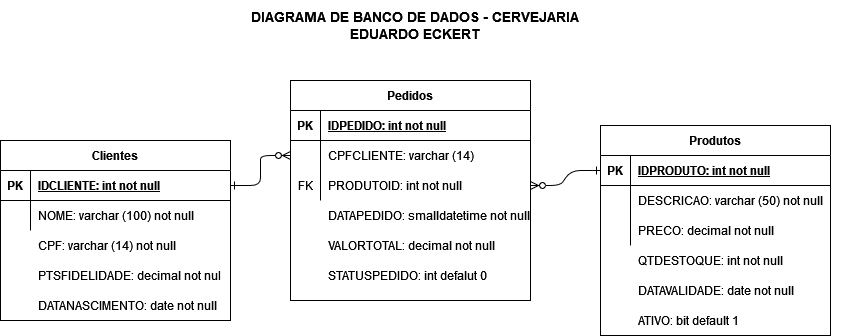 DIAGRAMA DE BANCO DE DADOS - CERVEJARIA
EDUARDO ECKERT
Clientes
PK IDCLIENTE: int not null
NOME: varchar (100) not null
CPF: varchar (14) not null
PTSFIDELIDADE: decimal not nul
DATANASCIMENTO: date not null
Pedidos
PK IDPEDIDO: int not null
CPFCLIENTE: varchar (14)
FK PRODUTOID: int not null
DATAPEDIDO: smalldatetime not null
VALORTOTAL: decimal not null
STATUSPEDIDO: int defalut 0
Produtos
PK IDPRODUTO: int not null
DESCRICAO: varchar (50) not null
PRECO: decimal not null
QTDESTOQUE: int not null
DATAVALIDADE: date not null
ATIVO: bit default 1